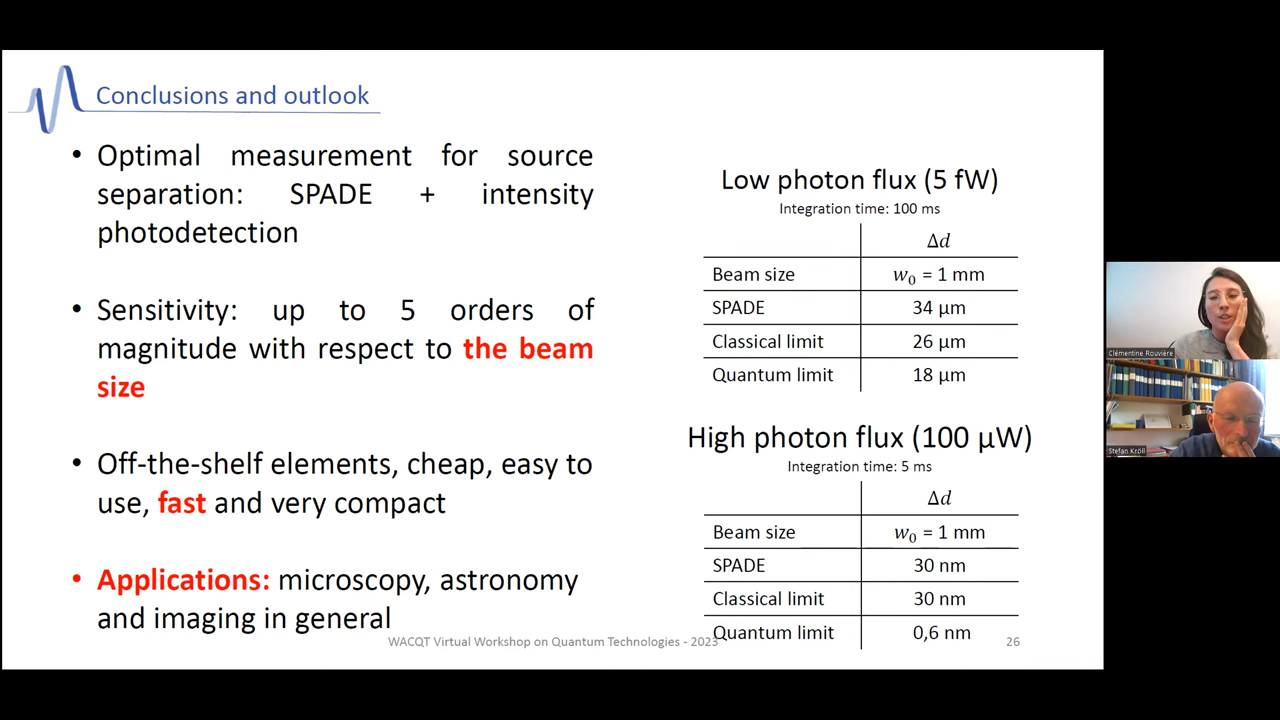 Conclusions and outlook
• Optimal measurement for source
separation: SPADE + intensity
photodetection
• Sensitivity: up to 5 orders of
magnitude with respect to the beam
size
• Off-the-shelf elements, cheap, easy to
use, fast and very compact
• Applications: microscopy, astronomy
and imaging in general
Low photon flux (5 fW)
Integration time: 100 ms
Δd
Beam size w₀ = 1 mm
SPADE 34 μm
Classical limit 26 μm
Quantum limit 18 μm
High photon flux (100 μW)
Integration time: 5 ms
Δd
Beam size w₀ = 1 mm
SPADE 30 nm
Classical limit 30 nm
Quantum limit 0,6 nm
WACQT Virtual Workshop on Quantum Technologies - 2023
26
Clémentine Rouvière
Stefan Kröll